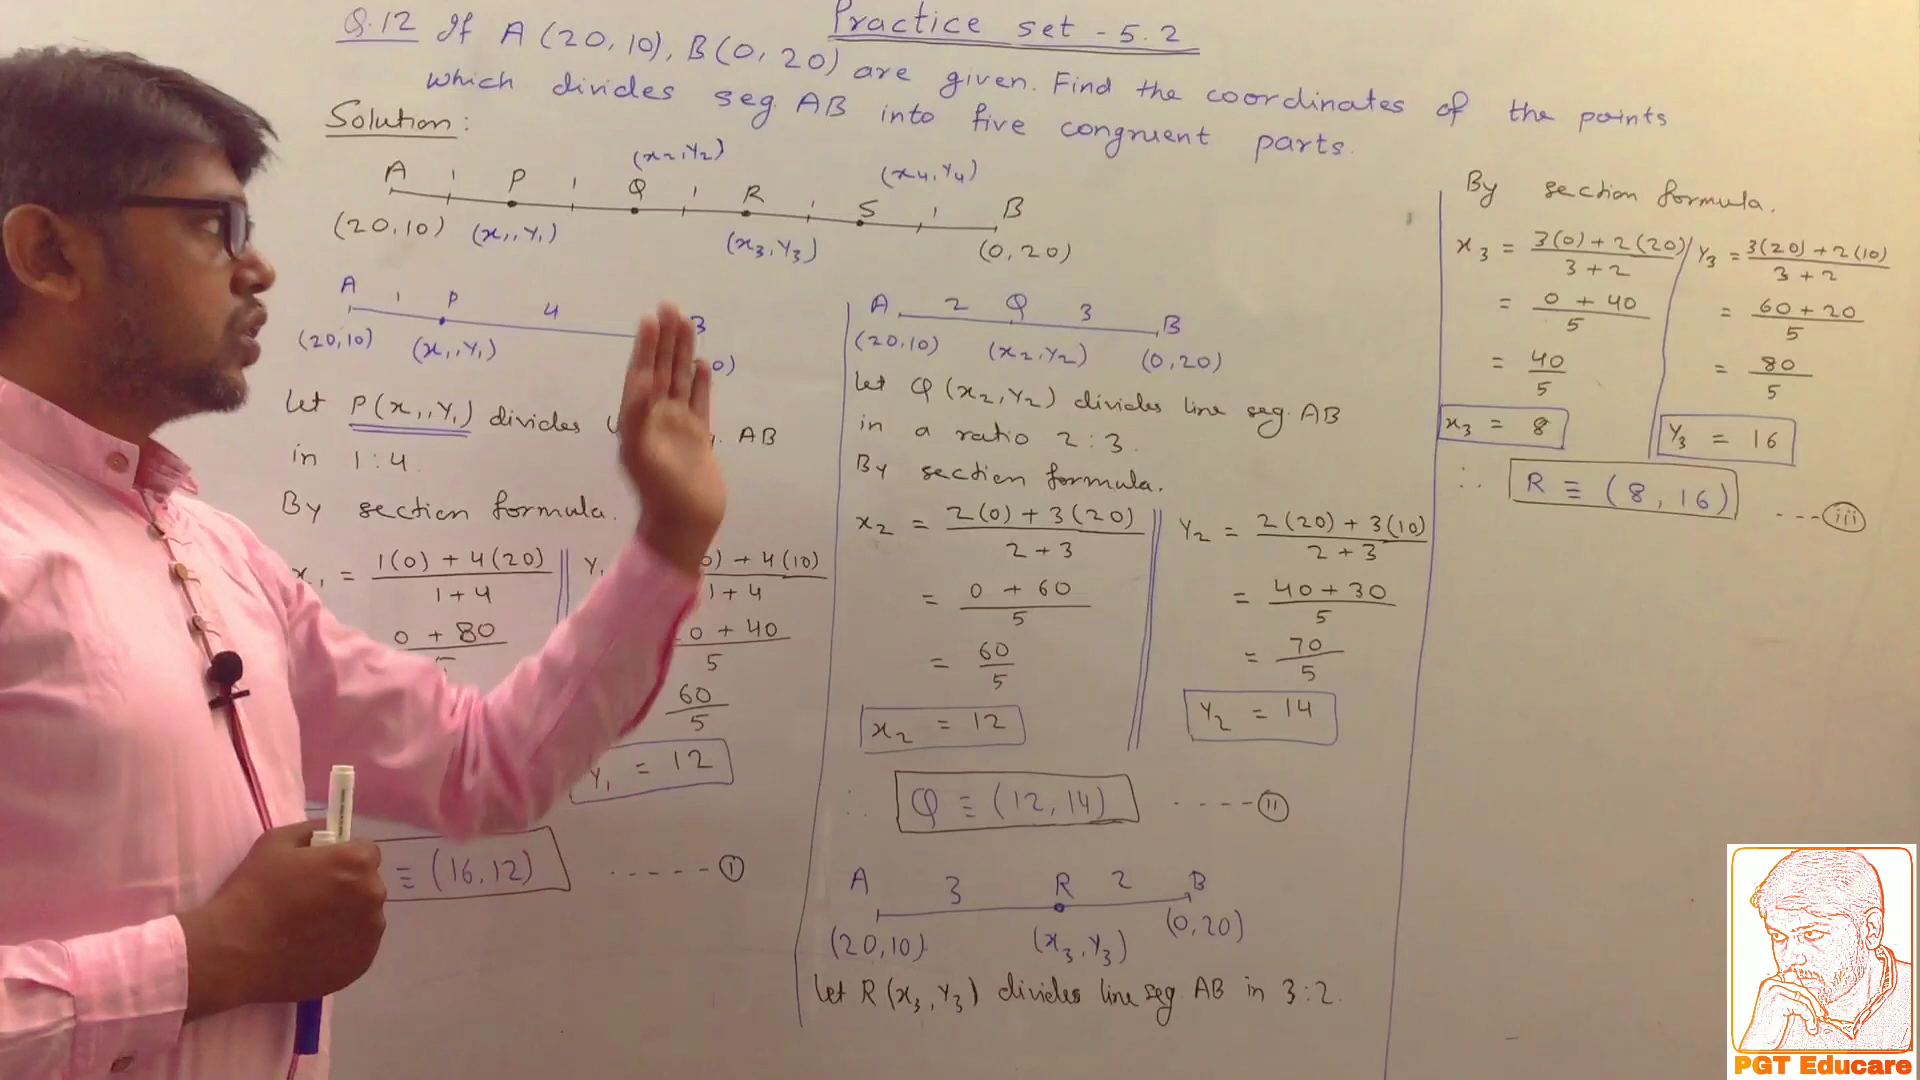 Practice set - 5.2
Q.12 If A (20, 10), B (0, 20) are given. Find the coordinates of the points
which divides seg. AB into five congruent parts.
Solution:
(x₂, Y₂) (x₄, Y₄)
A 1 P 1 Q 1 R 1 S 1 B
(20, 10) (x₁, Y₁) (x₃, Y₃) (0, 20)
A 1 P 4 B
(20, 10) (x₁, Y₁) 0)
Let P(x₁, Y₁) divides AB
in 1 : 4.
By section formula.
x₁ = 1(0) + 4(20) / 1 + 4
0 + 80
Y₁ 0) + 4(10) / 1 + 4
0 + 40 / 5
60 / 5
Y₁ = 12
≡ (16, 12) ----- (i)
A 2 Q 3 B
(20, 10) (x₂, Y₂) (0, 20)
Let Q (x₂, Y₂) divides line seg. AB
in a ratio 2 : 3.
By section formula.
x₂ = 2(0) + 3(20) / 2 + 3
= 0 + 60 / 5
= 60 / 5
x₂ = 12
Y₂ = 2(20) + 3(10) / 2 + 3
= 40 + 30 / 5
= 70 / 5
Y₂ = 14
∴ Q ≡ (12, 14) ---- (ii)
A 3 R 2 B
(20, 10) (x₃, Y₃) (0, 20)
Let R (x₃, Y₃) divides line seg. AB in 3 : 2.
By section formula.
x₃ = 3(0) + 2(20) / 3 + 2
= 0 + 40 / 5
= 40 / 5
x₃ = 8
Y₃ = 3(20) + 2(10) / 3 + 2
= 60 + 20 / 5
= 80 / 5
Y₃ = 16
∴ R ≡ (8, 16) --- (iii)
PGT Educare